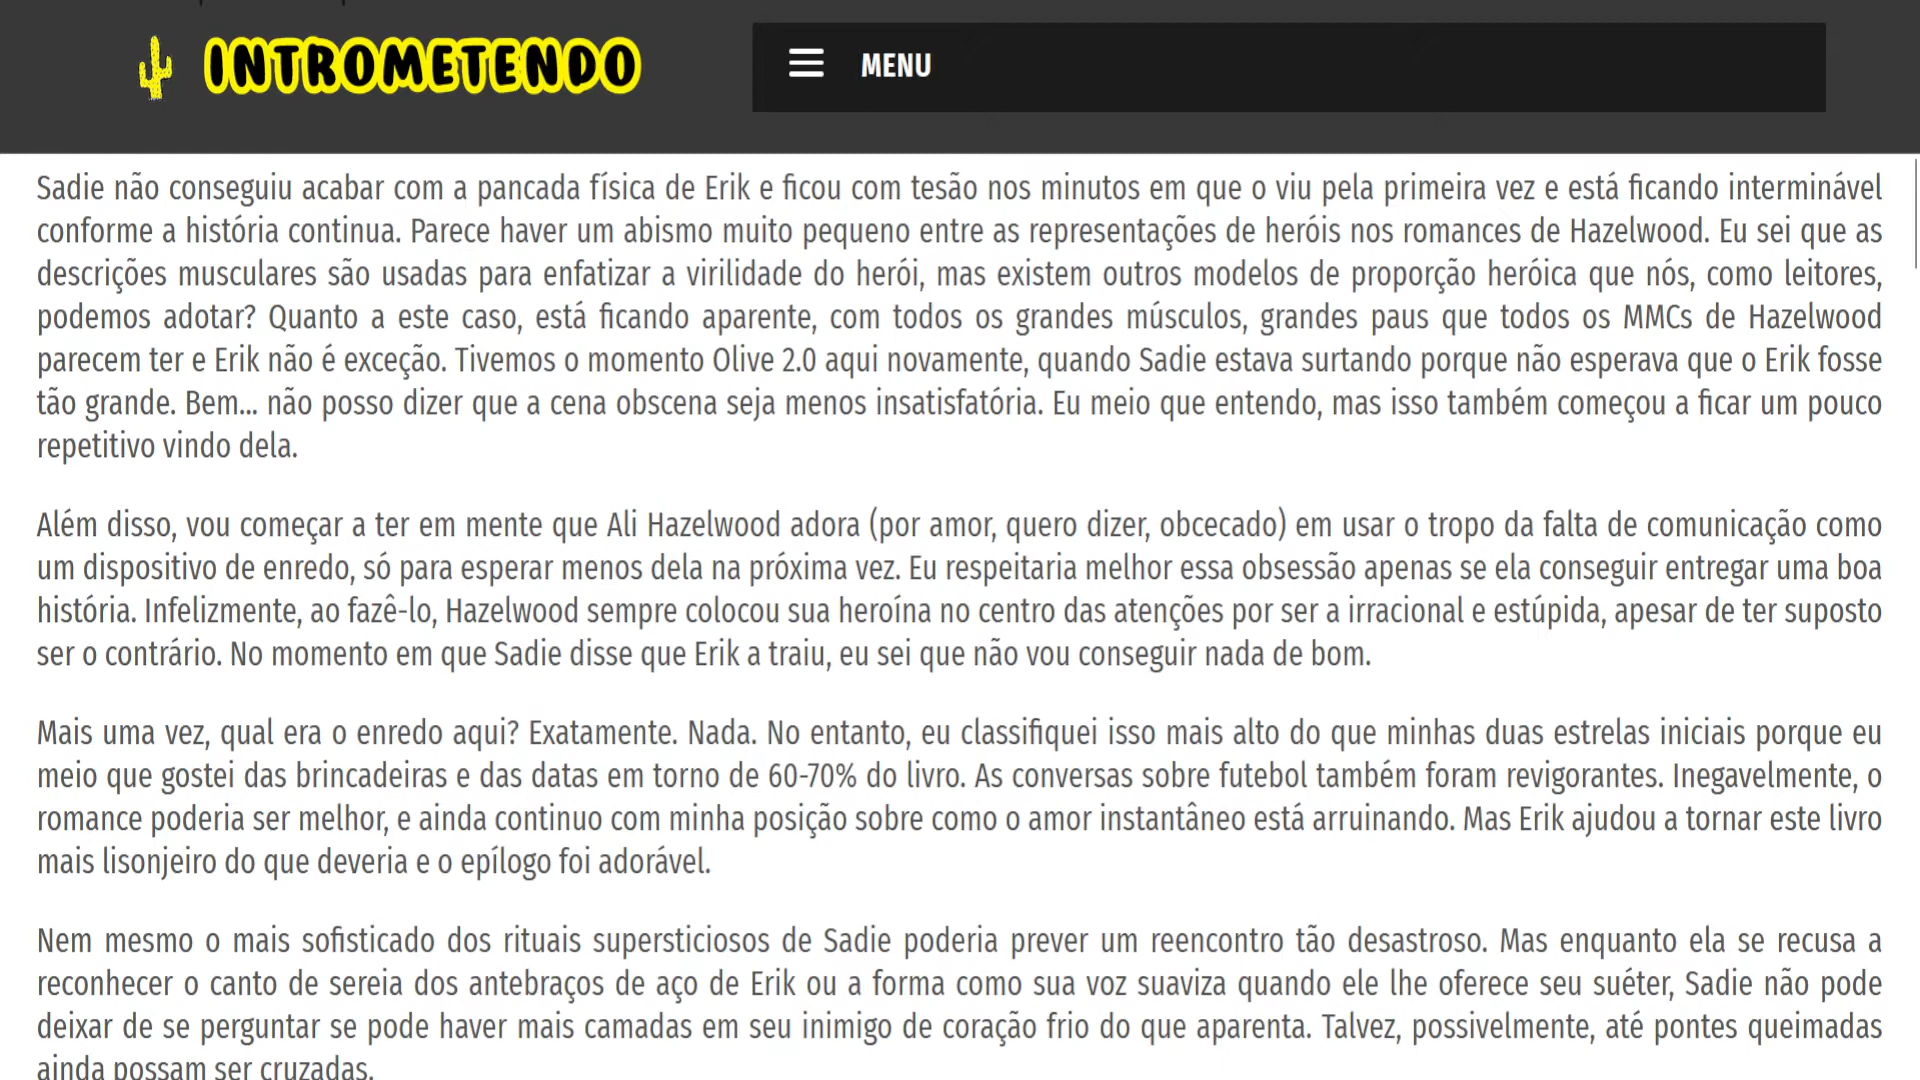 INTROMETENDO
MENU
Sadie não conseguiu acabar com a pancada física de Erik e ficou com tesão nos minutos em que o viu pela primeira vez e está ficando interminável
conforme a história continua. Parece haver um abismo muito pequeno entre as representações de heróis nos romances de Hazelwood. Eu sei que as
descrições musculares são usadas para enfatizar a virilidade do herói, mas existem outros modelos de proporção heróica que nós, como leitores,
podemos adotar? Quanto a este caso, está ficando aparente, com todos os grandes músculos, grandes paus que todos os MMCs de Hazelwood
parecem ter e Erik não é exceção. Tivemos o momento Olive 2.0 aqui novamente, quando Sadie estava surtando porque não esperava que o Erik fosse
tão grande. Bem... não posso dizer que a cena obscena seja menos insatisfatória. Eu meio que entendo, mas isso também começou a ficar um pouco
repetitivo vindo dela.
Além disso, vou começar a ter em mente que Ali Hazelwood adora (por amor, quero dizer, obcecado) em usar o tropo da falta de comunicação como
um dispositivo de enredo, só para esperar menos dela na próxima vez. Eu respeitaria melhor essa obsessão apenas se ela conseguir entregar uma boa
história. Infelizmente, ao fazê-lo, Hazelwood sempre colocou sua heroína no centro das atenções por ser a irracional e estúpida, apesar de ter suposto
ser o contrário. No momento em que Sadie disse que Erik a traiu, eu sei que não vou conseguir nada de bom.
Mais uma vez, qual era o enredo aqui? Exatamente. Nada. No entanto, eu classifiquei isso mais alto do que minhas duas estrelas iniciais porque eu
meio que gostei das brincadeiras e das datas em torno de 60-70% do livro. As conversas sobre futebol também foram revigorantes. Inegavelmente, o
romance poderia ser melhor, e ainda continuo com minha posição sobre como o amor instantâneo está arruinando. Mas Erik ajudou a tornar este livro
mais lisonjeiro do que deveria e o epílogo foi adorável.
Nem mesmo o mais sofisticado dos rituais supersticiosos de Sadie poderia prever um reencontro tão desastroso. Mas enquanto ela se recusa a
reconhecer o canto de sereia dos antebraços de aço de Erik ou a forma como sua voz suaviza quando ele lhe oferece seu suéter, Sadie não pode
deixar de se perguntar se pode haver mais camadas em seu inimigo de coração frio do que aparenta. Talvez, possivelmente, até pontes queimadas
ainda possam ser cruzadas.